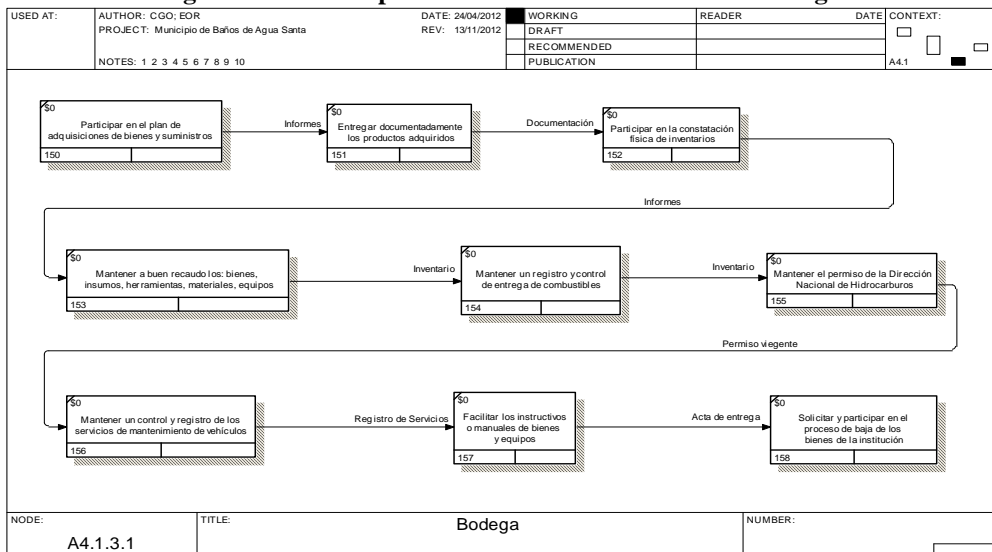 USED AT:
AUTHOR: CGO; EOR
DATE: 24/04/2012
WORKING
READER
DATE
CONTEXT:
PROJECT: Municipio de Baños de Agua Santa
REV: 13/11/2012
DRAFT
RECOMMENDED
NOTES: 1 2 3 4 5 6 7 8 9 10
PUBLICATION
A4.1
$0
Participar en el plan de
adquisiciones de bienes y suministros
150
Informes
$0
Entregar documentadamente
los productos adquiridos
151
Documentación
$0
Participar en la constatación
física de inventarios
152
Informes
$0
Mantener a buen recaudo los: bienes,
insumos, herramientas, materiales, equipos
153
Inventario
$0
Mantener un registro y control
de entrega de combustibles
154
Inventario
$0
Mantener el permiso de la Dirección
Nacional de Hidrocarburos
155
Permiso viegente
$0
Mantener un control y registro de los
servicios de mantenimiento de vehículos
156
Registro de Servicios
$0
Facilitar los instructivos
o manuales de bienes
y equipos
157
Acta de entrega
$0
Solicitar y participar en el
proceso de baja de los
bienes de la institución
158
NODE:
TITLE:
Bodega
NUMBER:
A4.1.3.1